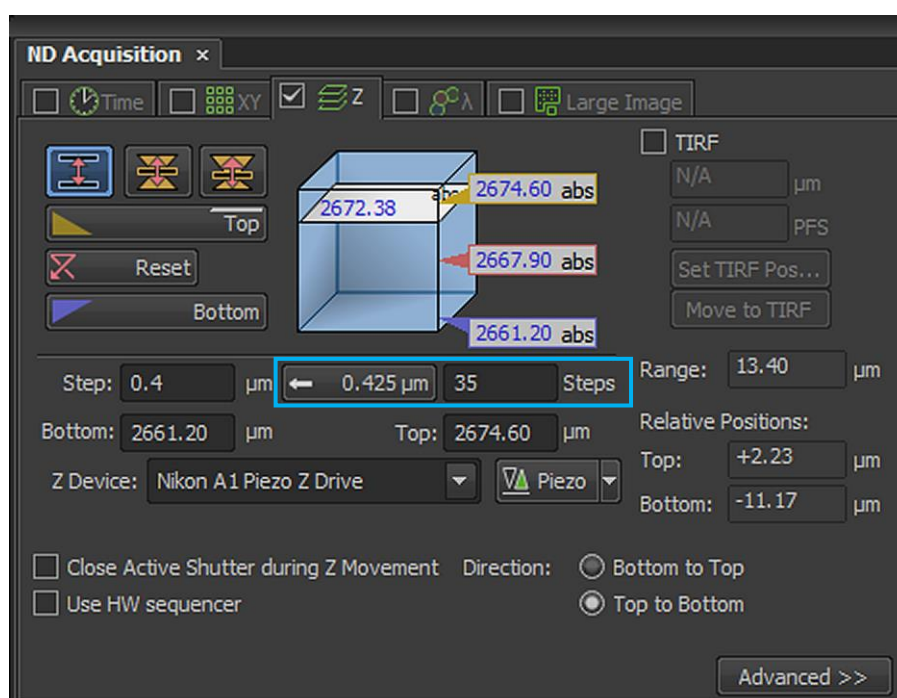 ND Acquisition ×
Time XY Z λ Large Image
TIRF
N/A µm
N/A PFS
Set TIRF Pos...
Move to TIRF
Top
Reset
Bottom
2672.38
2674.60 abs
2667.90 abs
2661.20 abs
Step: 0.4 µm 0.425 µm 35 Steps
Range: 13.40 µm
Bottom: 2661.20 µm Top: 2674.60 µm
Relative Positions:
Top: +2.23 µm
Bottom: -11.17 µm
Z Device: Nikon A1 Piezo Z Drive Piezo
Close Active Shutter during Z Movement Direction: Bottom to Top
Use HW sequencer Top to Bottom
Advanced >>